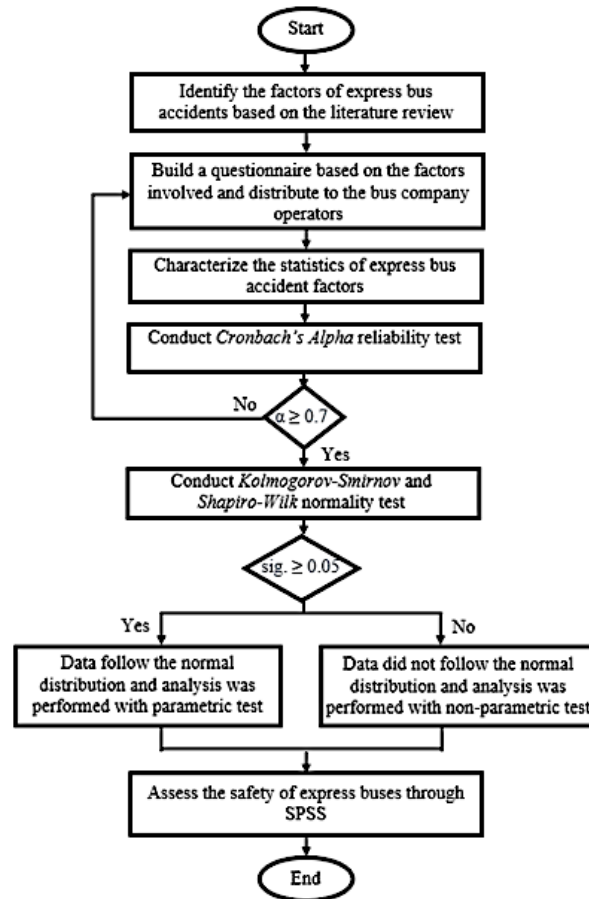 Start
Identify the factors of express bus
accidents based on the literature review
Build a questionnaire based on the factors
involved and distribute to the bus company
operators
Characterize the statistics of express bus
accident factors
Conduct Cronbach's Alpha reliability test
No
α ≥ 0.7
Yes
Conduct Kolmogorov-Smirnov and
Shapiro-Wilk normality test
sig. ≥ 0.05
Yes
No
Data follow the normal
distribution and analysis was
performed with parametric test
Data did not follow the normal
distribution and analysis was
performed with non-parametric test
Assess the safety of express buses through
SPSS
End